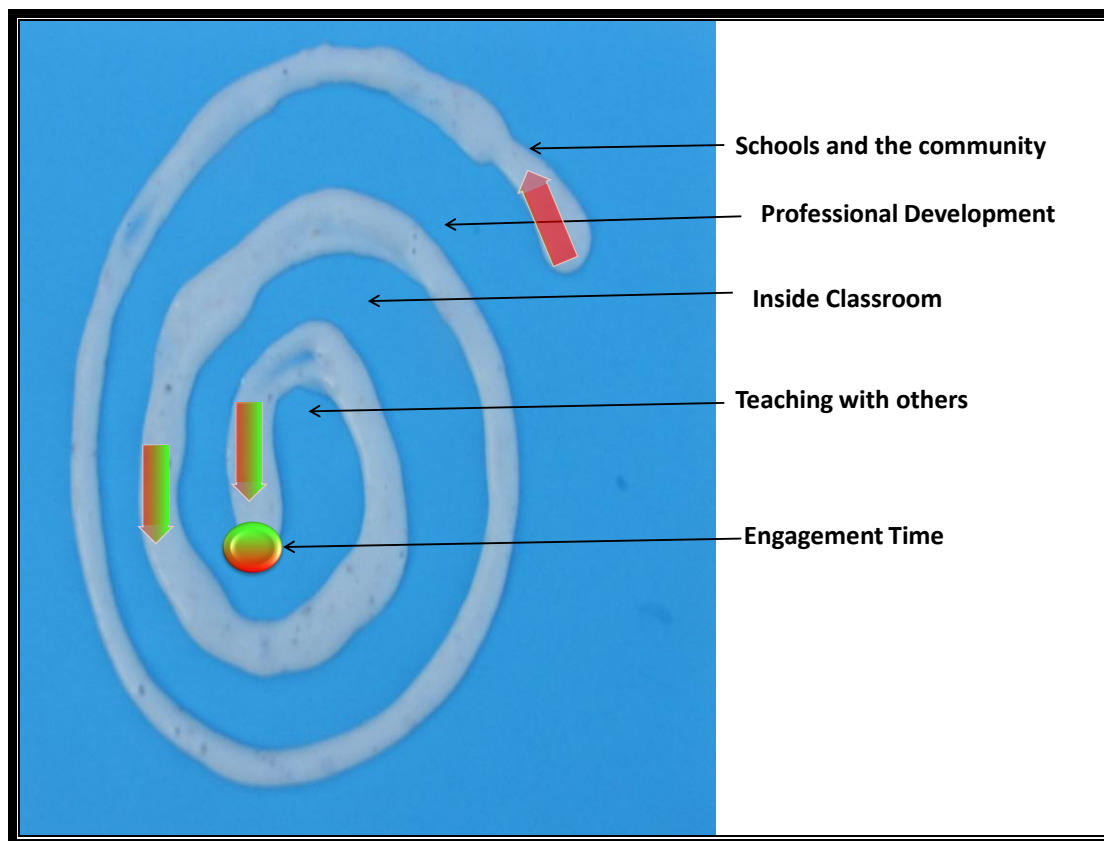 Schools and the community
Professional Development
Inside Classroom
Teaching with others
Engagement Time